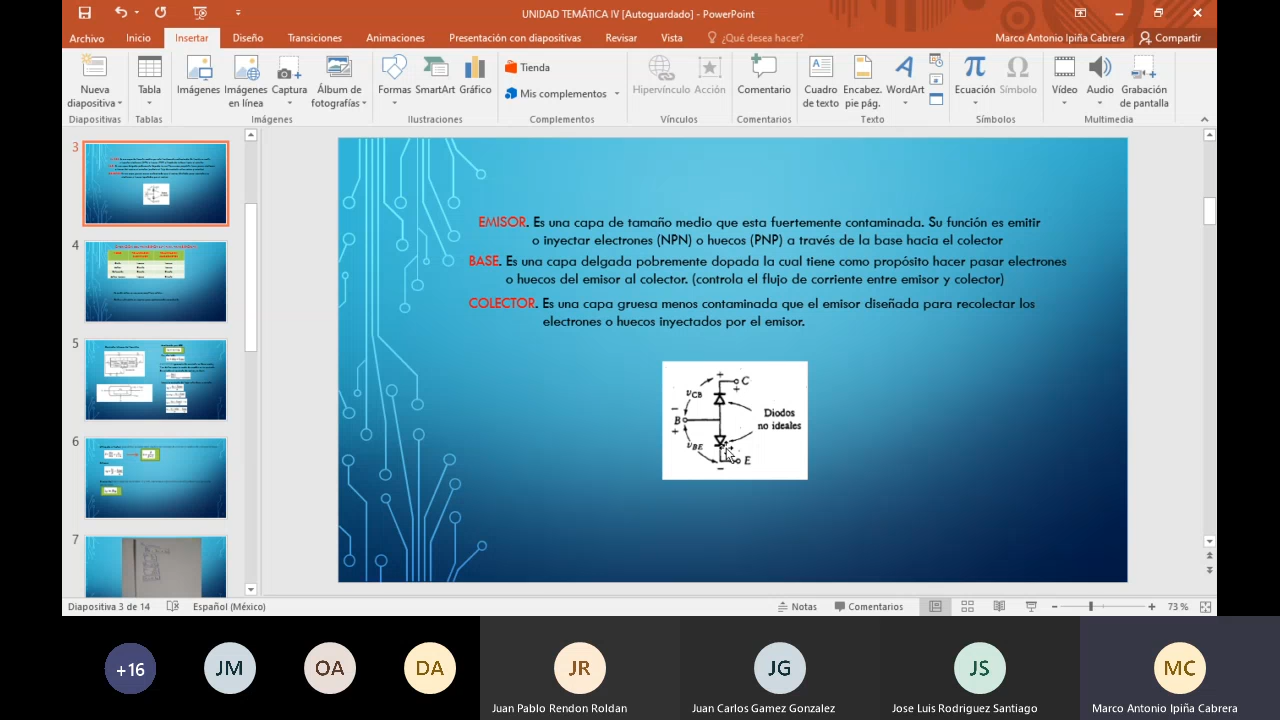 UNIDAD TEMÁTICA IV [Autoguardado] - PowerPoint
Archivo Inicio Insertar Diseño Transiciones Animaciones Presentación con diapositivas Revisar Vista ¿Qué desea hacer? Marco Antonio Ipiña Cabrera Compartir
Nueva diapositiva
Tabla
Imágenes
Imágenes en línea
Captura
Álbum de fotografías
Formas
SmartArt
Gráfico
Tienda
Mis complementos
Hipervínculo
Acción
Comentario
Cuadro de texto
Encabez. pie pág.
WordArt
Ecuación
Símbolo
Vídeo
Audio
Grabación de pantalla
Diapositivas Tablas Imágenes Ilustraciones Complementos Vínculos Comentarios Texto Símbolos Multimedia
3
4
5
6
7
EMISOR. Es una capa de tamaño medio que esta fuertemente contaminada. Su función es emitir
o inyectar electrones (NPN) o huecos (PNP) a través de la base hacia el colector
BASE. Es una capa delgada pobremente dopada la cual tiene como propósito hacer pasar electrones
o huecos del emisor al colector. (controla el flujo de corriente entre emisor y colector)
COLECTOR. Es una capa gruesa menos contaminada que el emisor diseñada para recolectar los
electrones o huecos inyectados por el emisor.
+ C
+
vCB
−
B
+
vBE
− E
Diodos
no ideales
Diapositiva 3 de 14 Español (México) Notas Comentarios 73 %
+16 JM OA DA JR JG JS MC
Juan Pablo Rendon Roldan Juan Carlos Gamez Gonzalez Jose Luis Rodriguez Santiago Marco Antonio Ipiña Cabrera